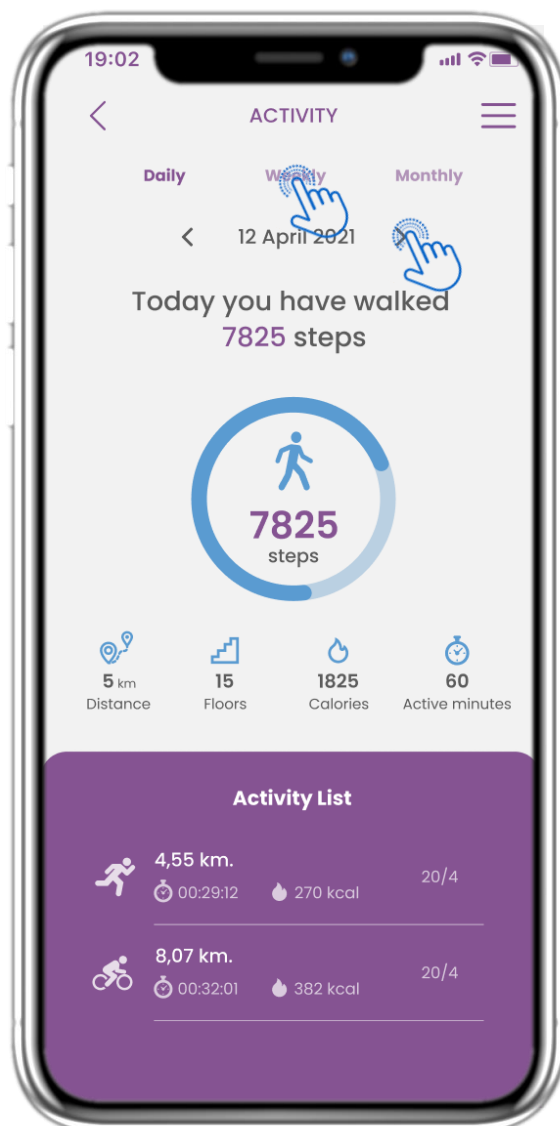 19:02
ACTIVITY
Daily Weekly Monthly
12 April 2021
Today you have walked
7825 steps
7825
steps
5 km 15 1825 60
Distance Floors Calories Active minutes
Activity List
4,55 km.
00:29:12 270 kcal 20/4
8,07 km.
00:32:01 382 kcal 20/4